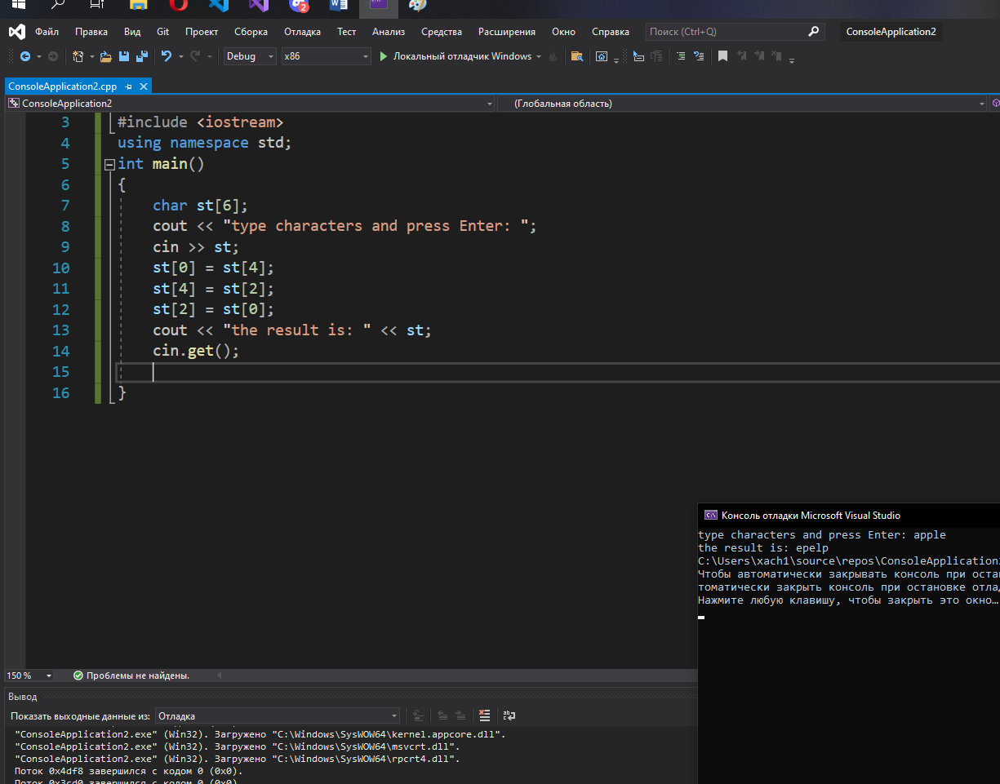 Файл Правка Вид Git Проект Сборка Отладка Тест Анализ Средства Расширения Окно Справка Поиск (Ctrl+Q) ConsoleApplication2
Debug x86 Локальный отладчик Windows
ConsoleApplication2.cpp
ConsoleApplication2 (Глобальная область)
3 #include <iostream>
4 using namespace std;
5 int main()
6 {
7 char st[6];
8 cout << "type characters and press Enter: ";
9 cin >> st;
10 st[0] = st[4];
11 st[4] = st[2];
12 st[2] = st[0];
13 cout << "the result is: " << st;
14 cin.get();
15
16 }
Консоль отладки Microsoft Visual Studio
type characters and press Enter: apple
the result is: epelp
C:\Users\xach1\source\repos\ConsoleApplication2
Чтобы автоматически закрывать консоль при оста
томатически закрыть консоль при остановке отла
Нажмите любую клавишу, чтобы закрыть это окно…
150 % Проблемы не найдены.
Вывод
Показать выходные данные из: Отладка
"ConsoleApplication2.exe" (Win32). Загружено "C:\Windows\SysWOW64\kernel.appcore.dll".
"ConsoleApplication2.exe" (Win32). Загружено "C:\Windows\SysWOW64\msvcrt.dll".
"ConsoleApplication2.exe" (Win32). Загружено "C:\Windows\SysWOW64\rpcrt4.dll".
Поток 0x4df8 завершился с кодом 0 (0x0).
Поток 0x3cd0 завершился с кодом 0 (0x0).